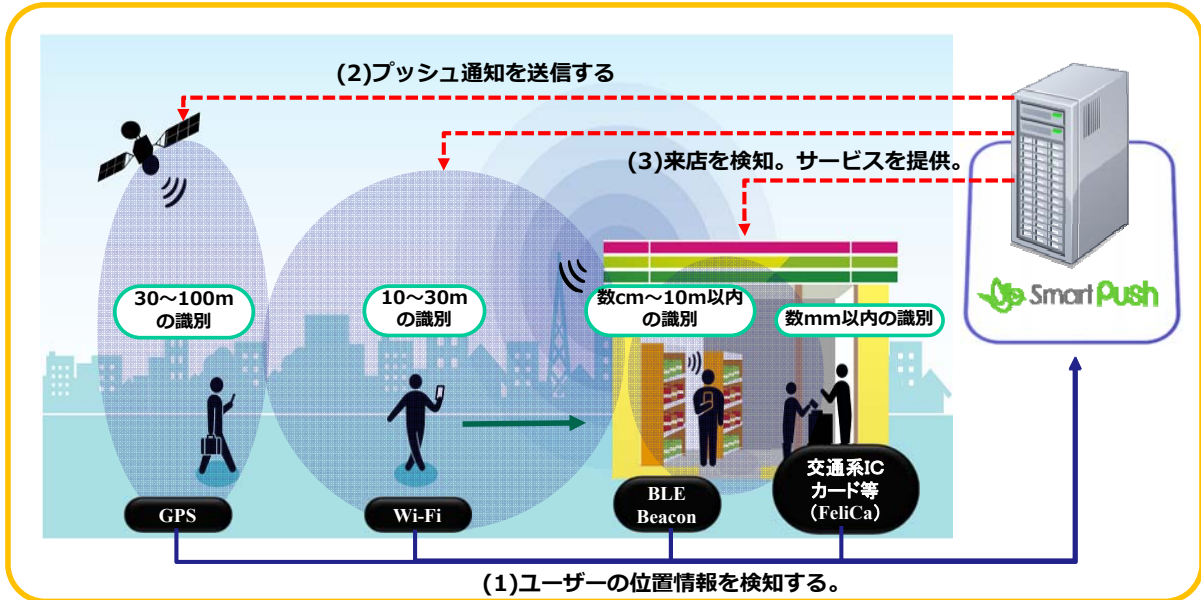 (2)プッシュ通知を送信する
(3)来店を検知。サービスを提供。
30～100m
の識別
10～30m
の識別
数cm～10m以内
の識別
数mm以内の識別
Smart Push
GPS
Wi-Fi
BLE
Beacon
交通系IC
カード等
（FeliCa）
(1)ユーザーの位置情報を検知する。